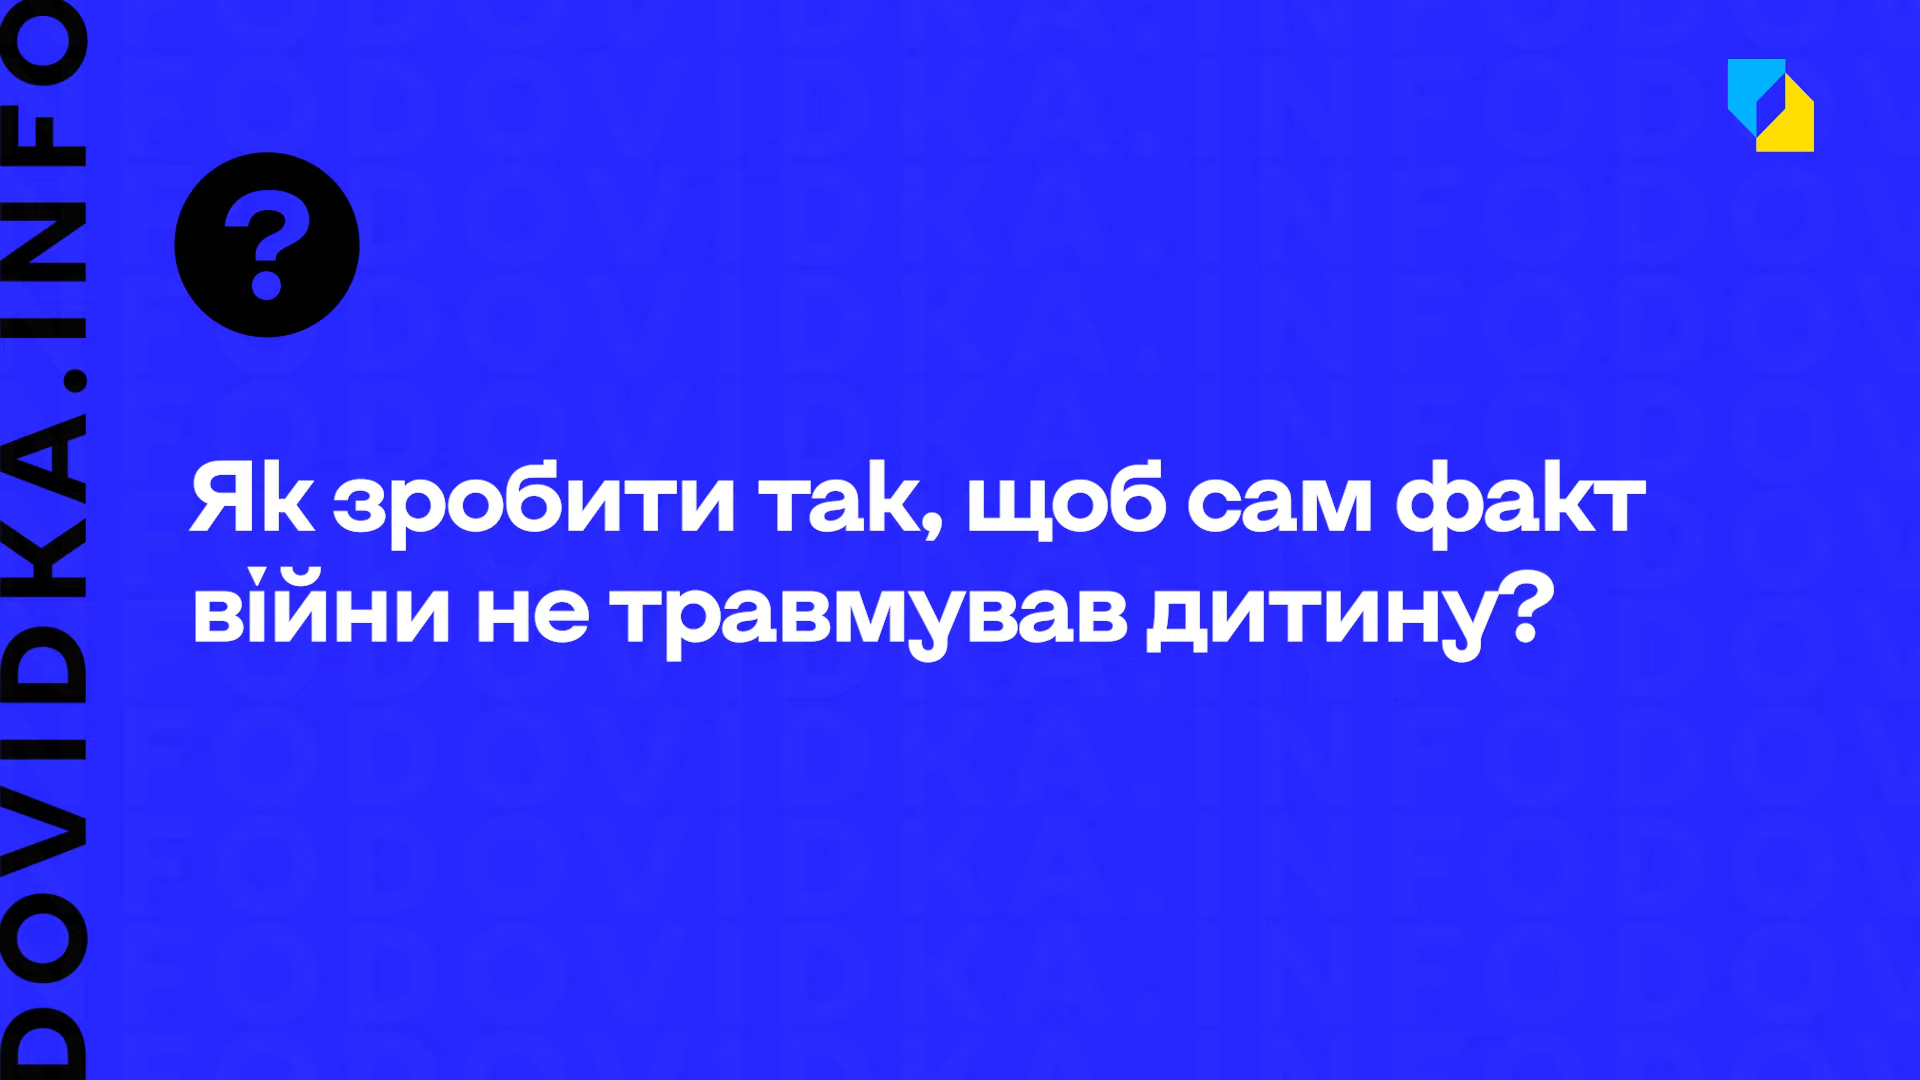 DOVIDKA.INFO
?
Як зробити так, щоб сам факт
війни не травмував дитину?